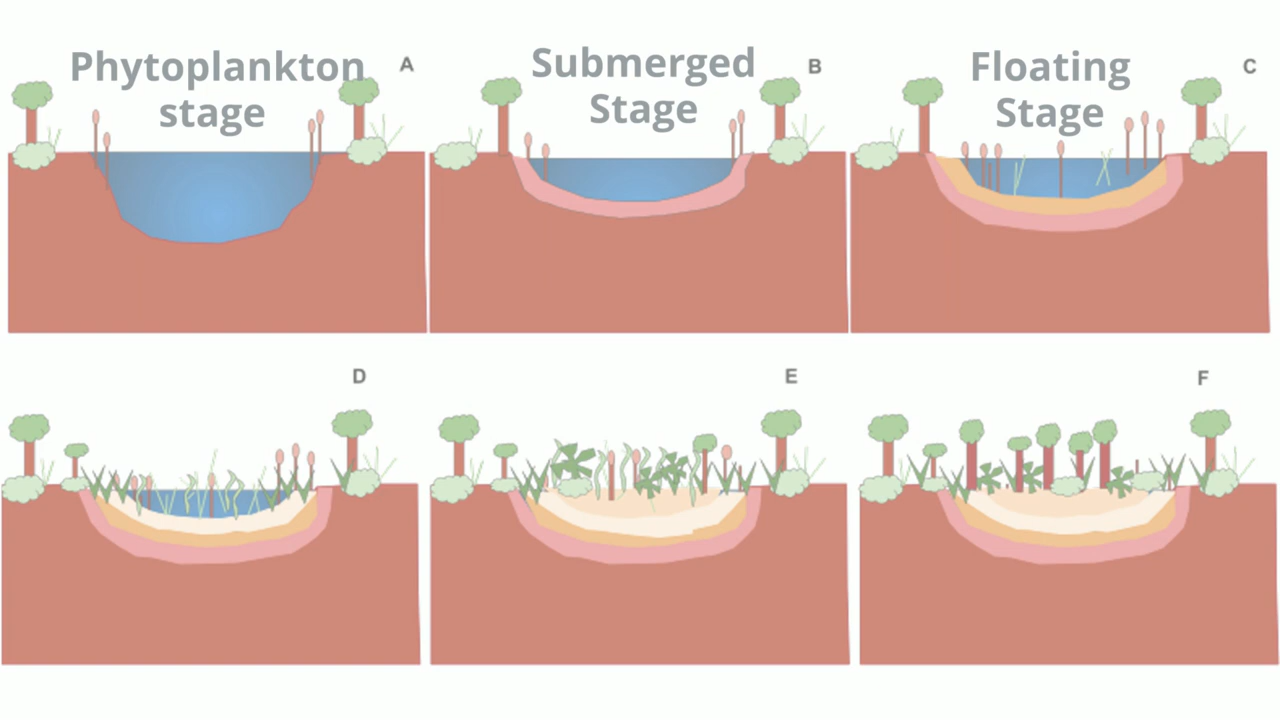 Phytoplankton
stage
A
Submerged
Stage
B
Floating
Stage
C
D
E
F